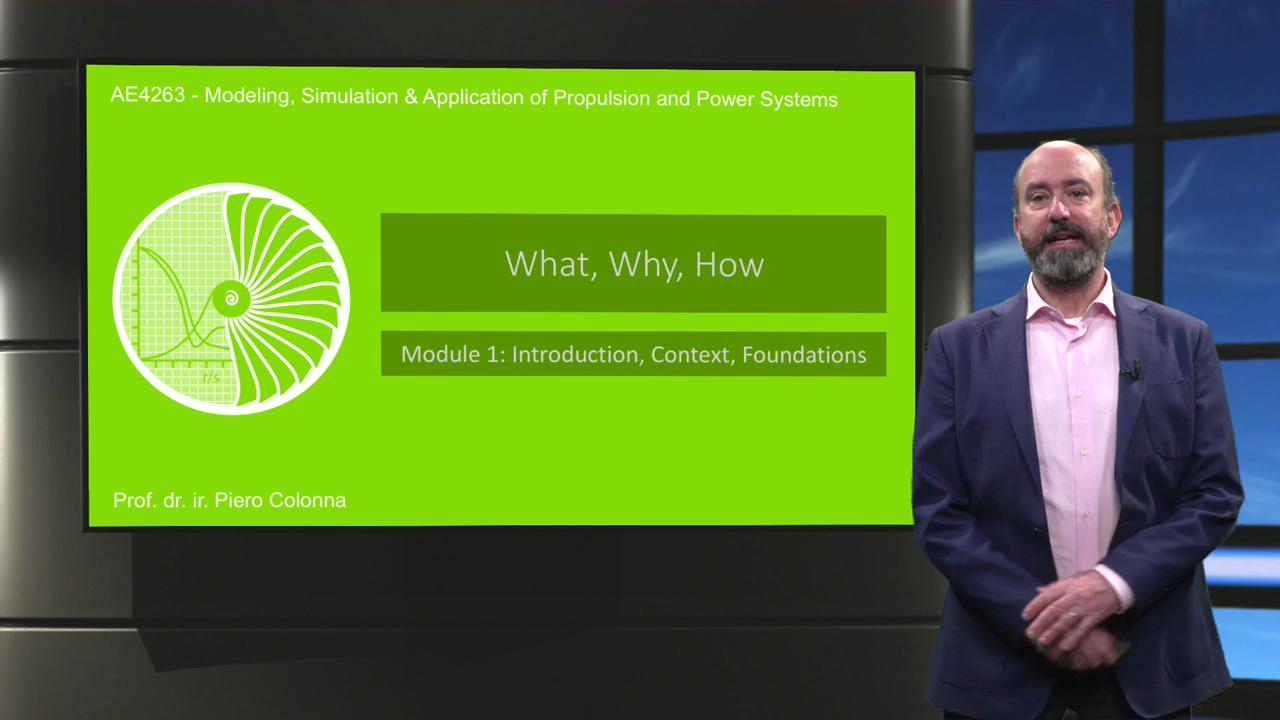 AE4263 - Modeling, Simulation & Application of Propulsion and Power Systems
What, Why, How
Module 1: Introduction, Context, Foundations
t/s
Prof. dr. ir. Piero Colonna